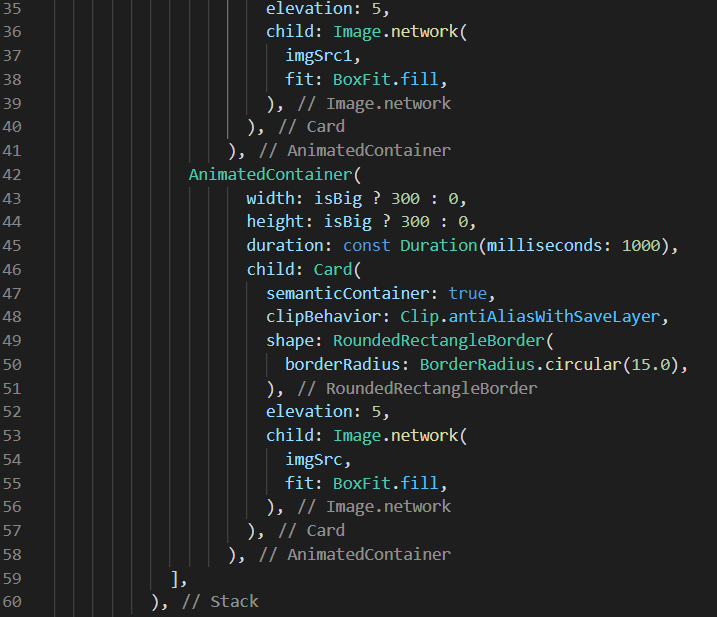 35 elevation: 5,
36 child: Image.network(
37 imgSrc1,
38 fit: BoxFit.fill,
39 ), // Image.network
40 ), // Card
41 ), // AnimatedContainer
42 AnimatedContainer(
43 width: isBig ? 300 : 0,
44 height: isBig ? 300 : 0,
45 duration: const Duration(milliseconds: 1000),
46 child: Card(
47 semanticContainer: true,
48 clipBehavior: Clip.antiAliasWithSaveLayer,
49 shape: RoundedRectangleBorder(
50 borderRadius: BorderRadius.circular(15.0),
51 ), // RoundedRectangleBorder
52 elevation: 5,
53 child: Image.network(
54 imgSrc,
55 fit: BoxFit.fill,
56 ), // Image.network
57 ), // Card
58 ), // AnimatedContainer
59 ],
60 ), // Stack